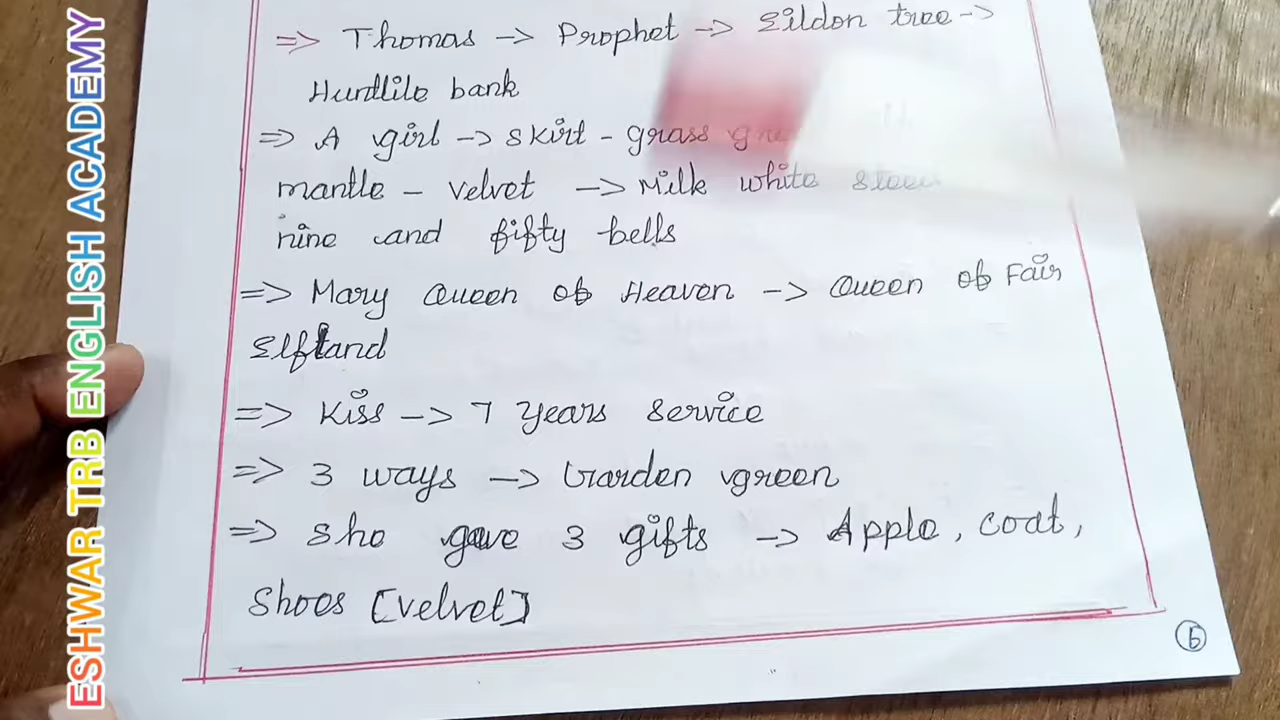 ESHWAR TRB ENGLISH ACADEMY
=> Thomas -> Prophet -> Eildon tree ->
Huntlile bank
=> A girl -> skirt - grass
mantle - velvet -> Milk white steed
nine and fifty bells
=> Mary Queen of Heaven -> Queen of Fair
Elfland
=> Kiss -> 7 years service
=> 3 ways -> Garden green
=> She gave 3 gifts -> Apple, coat,
Shoes [velvet]